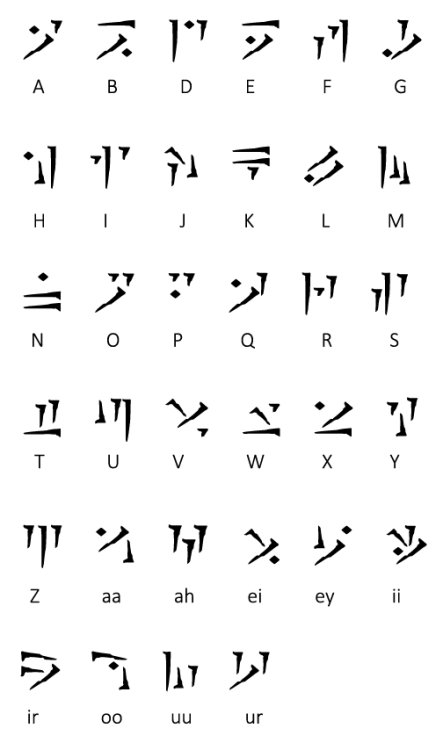 A B D E F G
H I J K L M
N O P Q R S
T U V W X Y
Z aa ah ei ey ii
ir oo uu ur